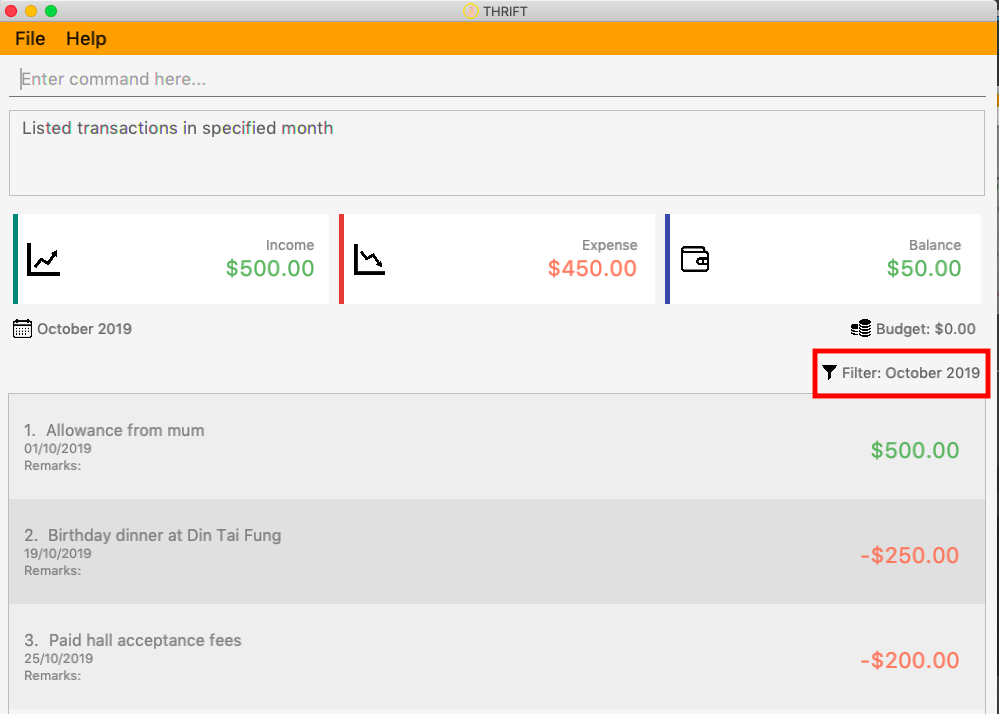 THRIFT
File Help
Enter command here...
Listed transactions in specified month
Income
$500.00
Expense
$450.00
Balance
$50.00
October 2019
Budget: $0.00
Filter: October 2019
1. Allowance from mum
01/10/2019
Remarks:
$500.00
2. Birthday dinner at Din Tai Fung
19/10/2019
Remarks:
-$250.00
3. Paid hall acceptance fees
25/10/2019
Remarks:
-$200.00